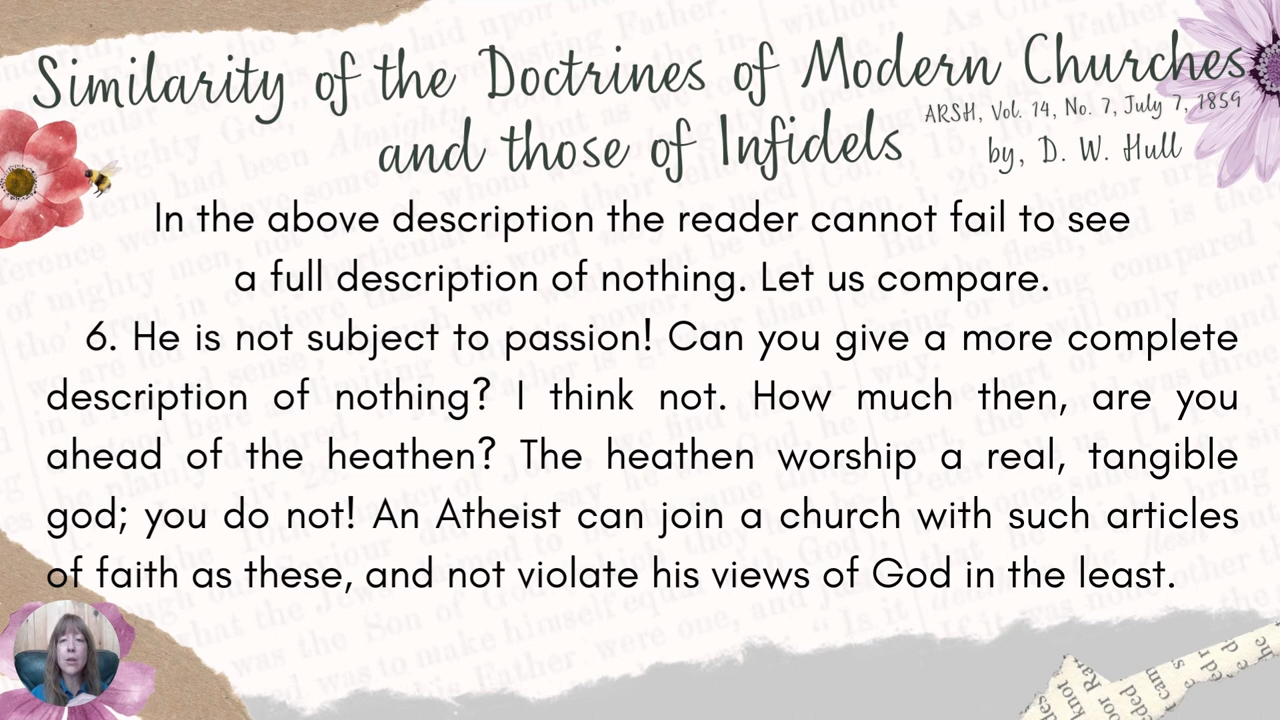 Similarity of the Doctrines of Modern Churches
and those of Infidels
ARSH, Vol. 14, No. 7, July 7, 1859
by, D. W. Hull
In the above description the reader cannot fail to see
a full description of nothing. Let us compare.
6. He is not subject to passion! Can you give a more complete
description of nothing? I think not. How much then, are you
ahead of the heathen? The heathen worship a real, tangible
god; you do not! An Atheist can join a church with such articles
of faith as these, and not violate his views of God in the least.